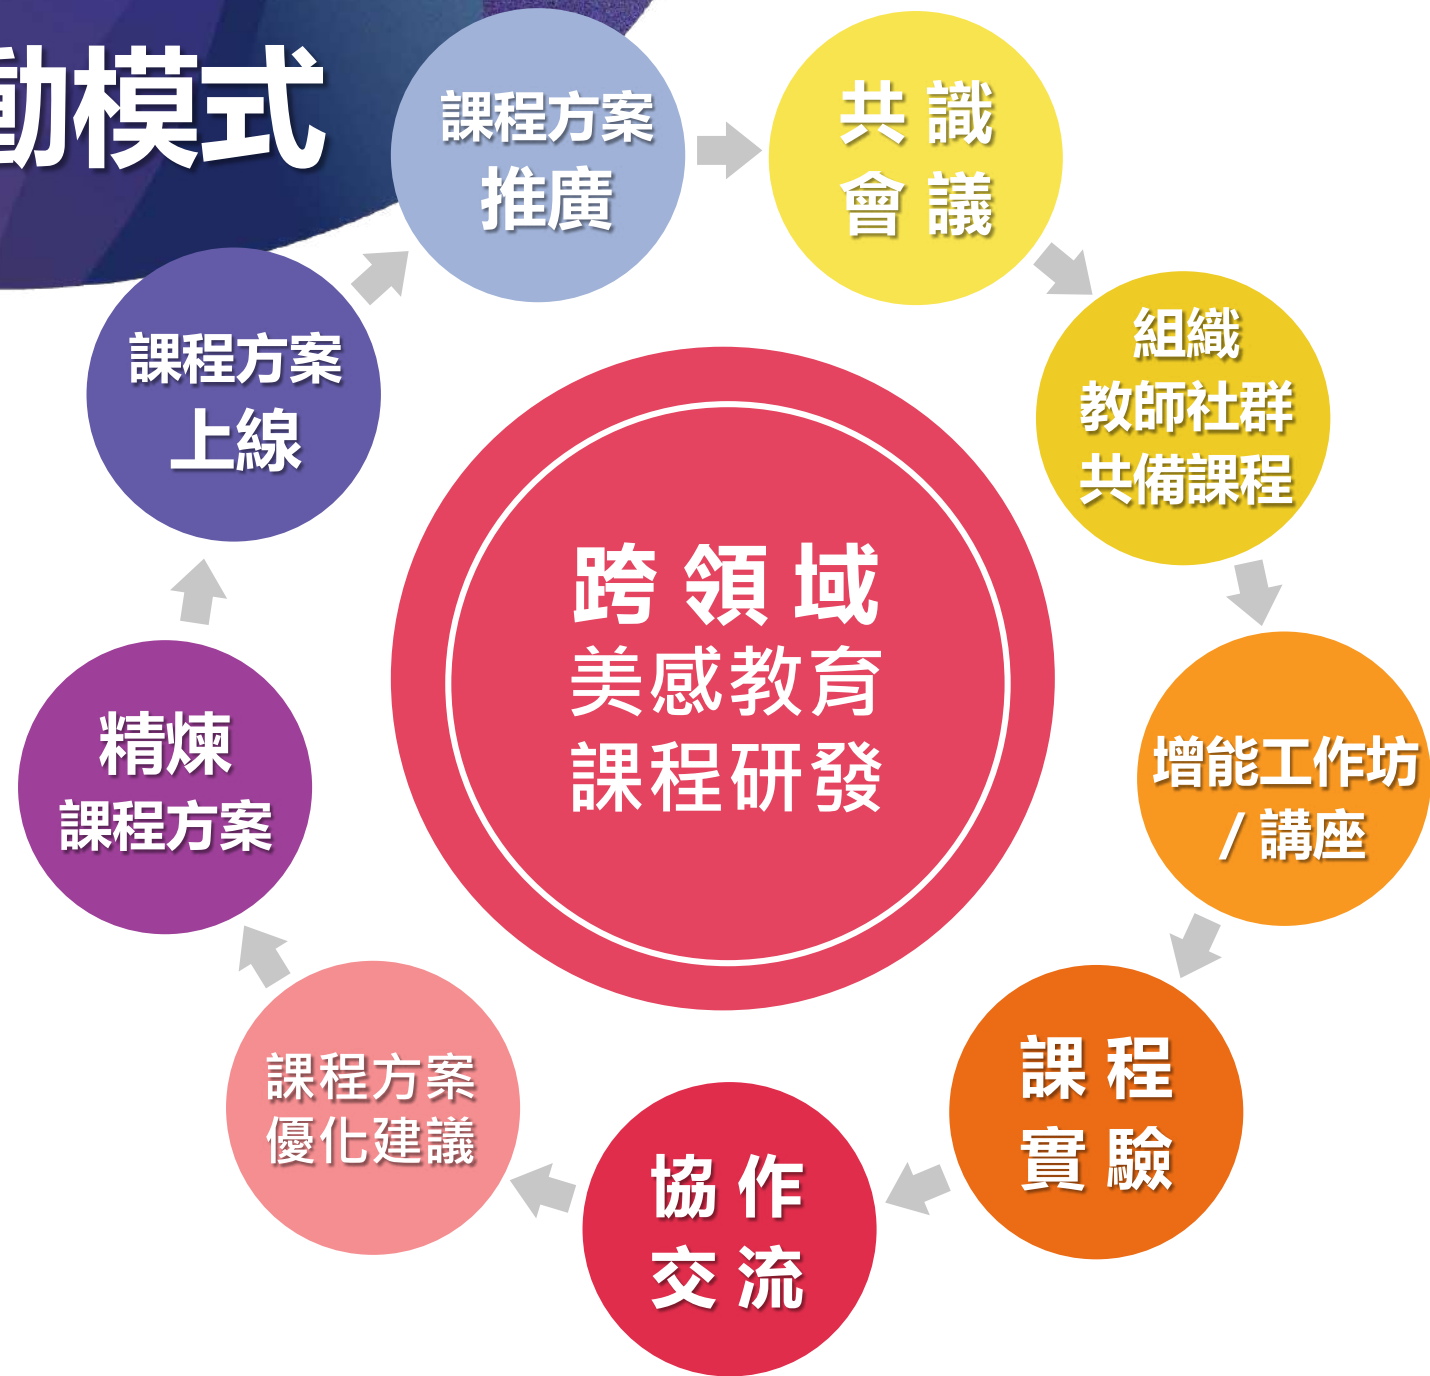 動模式
課程方案
推廣
共識
會議
組織
教師社群
共備課程
增能工作坊
/ 講座
課程
實驗
協作
交流
課程方案
優化建議
精煉
課程方案
課程方案
上線
跨領域
美感教育
課程研發